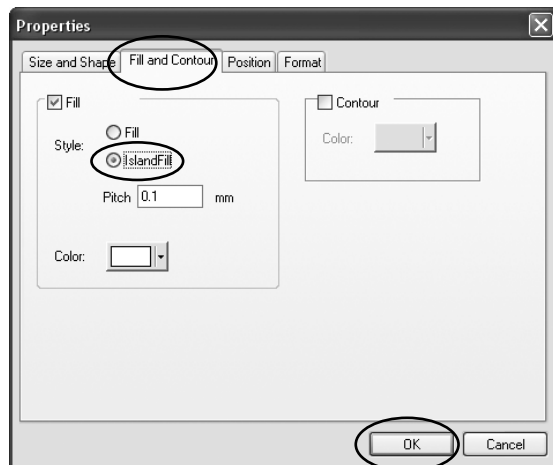 Properties
Size and Shape Fill and Contour Position Format
Fill
Contour
Style:
Fill
IslandFill
Color:
Pitch 0.1 mm
Color:
OK Cancel